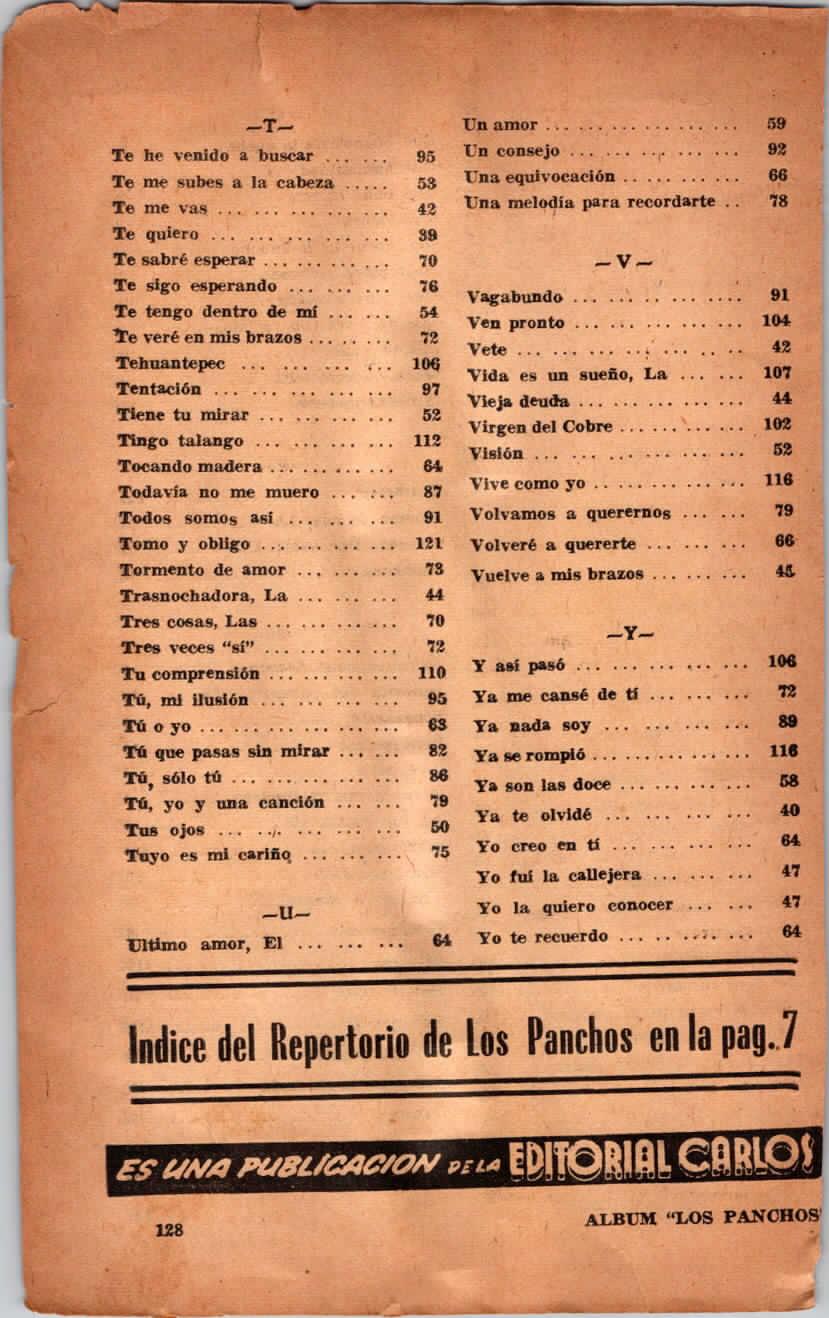 —T—
Te he venido a buscar ... ... 95
Te me subes a la cabeza ..... 53
Te me vas ... ... ... ... ... 42
Te quiero ... ... ... ... ... 39
Te sabré esperar ... ... ... ... 70
Te sigo esperando ... ... ... 76
Te tengo dentro de mí ... ... 54
Te veré en mis brazos ... ... .. 72
Tehuantepec ... ... ... ... 106
Tentación ... ... ... ... ... 97
Tiene tu mirar ... ... ... ... 52
Tingo talango ... ... ... ... 112
Tocando madera ... ... ... ... 64
Todavía no me muero ... ... 87
Todos somos así ... ... ... 91
Tomo y obligo ... ... ... ... 121
Tormento de amor ... ... ... 73
Trasnochadora, La ... ... ... 44
Tres cosas, Las ... ... ... ... 70
Tres veces "sí" ... ... ... ... 72
Tu comprensión ... ... ... ... 110
Tú, mi ilusión ... ... ... ... 95
Tú o yo ... ... ... ... ... ... 63
Tú que pasas sin mirar ... ... 82
Tú, sólo tú ... ... ... ... ... 86
Tú, yo y una canción ... ... 79
Tus ojos ... ... ... ... ... 50
Tuyo es mi cariño ... ... ... 75
—U—
Ultimo amor, El ... ... ... 64
Un amor ... ... ... ... ... ... 59
Un consejo ... ... ... ... ... 92
Una equivocación ... ... ... ... 66
Una melodía para recordarte .. 78
—V—
Vagabundo ... ... ... ... .... 91
Ven pronto ... ... ... ... ... 104
Vete ... ... ... ... ... ... .. 42
Vida es un sueño, La ... ... 107
Vieja deuda ... ... ... ... ... 44
Virgen del Cobre ... ... ... ... 102
Visión ... ... ... ... ... ... 52
Vive como yo ... ... ... ... ... 116
Volvamos a querernos ... ... 79
Volveré a quererte ... ... ... 66
Vuelve a mis brazos ... ... ... 45
—Y—
Y así pasó ... ... ... ... ... 106
Ya me cansé de tí ... ... ... 72
Ya nada soy ... ... ... ... 89
Ya se rompió ... ... ... ... ... 116
Ya son las doce ... ... ... ... 58
Ya te olvidé ... ... ... ... 40
Yo creo en tí ... ... ... ... 64
Yo fuí la callejera ... ... ... 47
Yo la quiero conocer ... ... 47
Yo te recuerdo ... ... ... ... 64
Indice del Repertorio de Los Panchos en la pag. 7
ES UNA PUBLICACION DE LA EDITORIAL CARLOS
128
ALBUM "LOS PANCHOS"